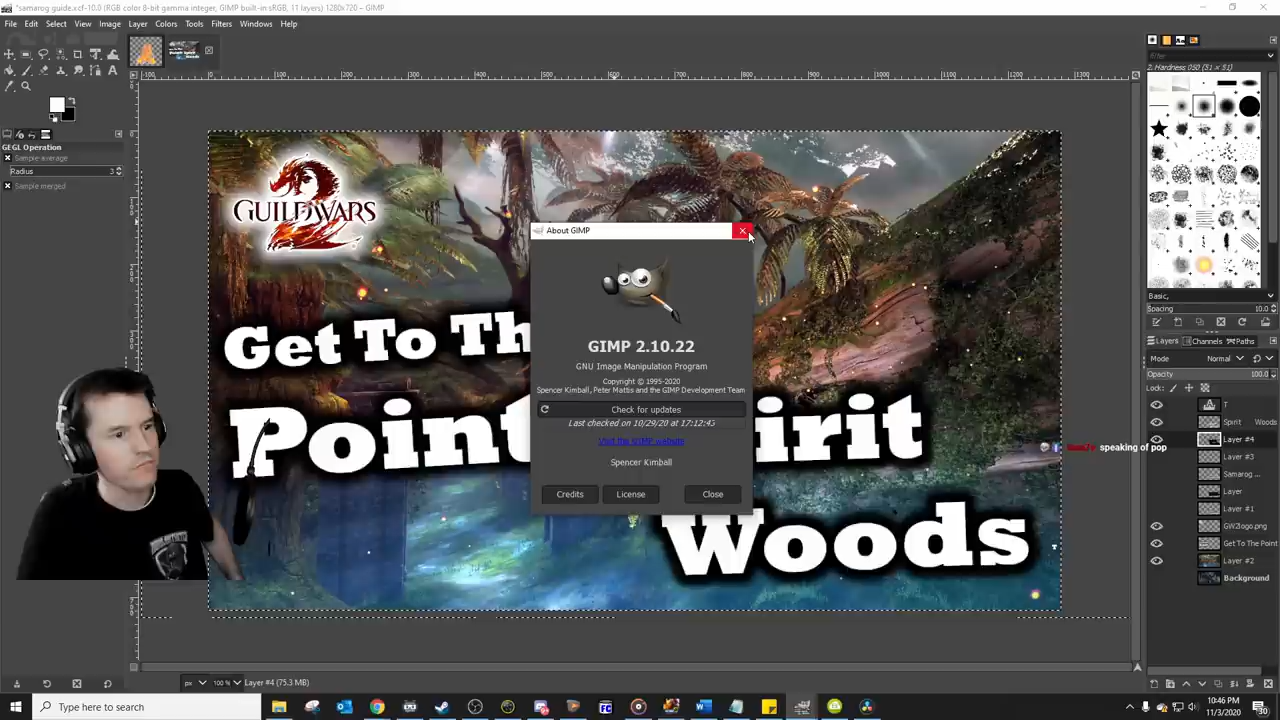 *samarog guide.xcf-10.0 (RGB color 8-bit gamma integer, GIMP built-in sRGB, 11 layers) 1280x720 – GIMP
File Edit Select View Image Layer Colors Tools Filters Windows Help
GEGL Operation
Sample average
Radius 3
Sample merged
GUILD WARS 2
Get To Th
Point
irit
Woods
About GIMP
GIMP 2.10.22
GNU Image Manipulation Program
Copyright © 1995-2020
Spencer Kimball, Peter Mattis and the GIMP Development Team
Check for updates
Last checked on 10/29/20 at 17:12:43
Visit the GIMP website
Spencer Kimball
Credits License Close
speaking of pop
filter
2. Hardness 050 (51 × 51)
Basic,
Spacing 10.0
Layers Channels Paths
Mode Normal
Opacity 100.0
Lock:
T
Spirit Woods
Layer #4
Layer #3
Samarog ...
Layer
Layer #1
GW2logo.png
Get To The Point
Layer #2
Background
px 100 % Layer #4 (75.3 MB)
Type here to search
10:46 PM
11/3/2020
30